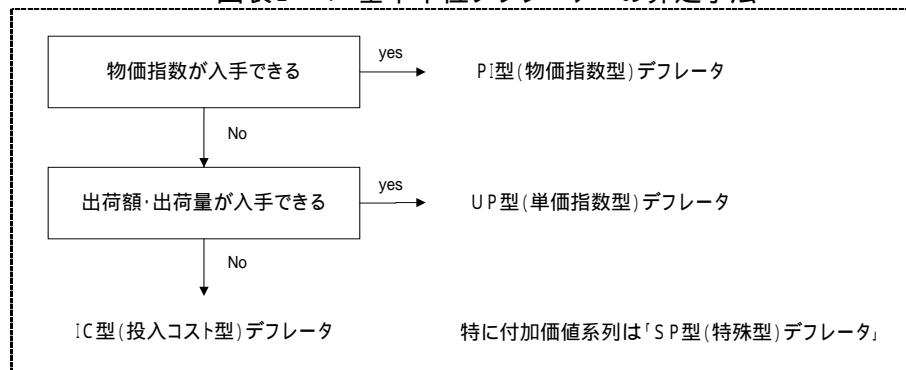 物価指数が入手できる
yes
PI型(物価指数型)デフレータ
No
出荷額・出荷量が入手できる
yes
UP型(単価指数型)デフレータ
No
IC型(投入コスト型)デフレータ
特に付加価値系列は「SP型(特殊型)デフレータ」